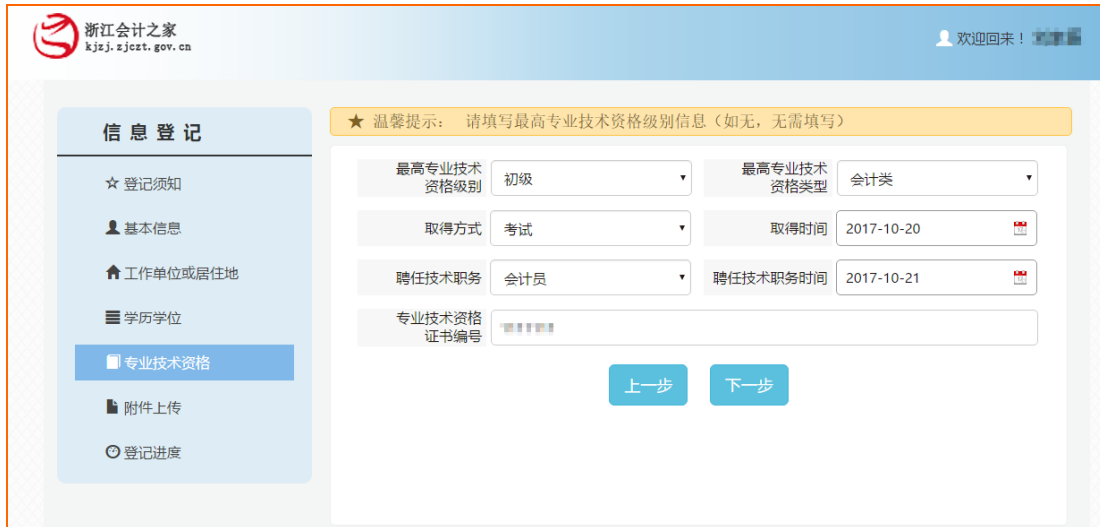 浙江会计之家
kjzj.zjczt.gov.cn
欢迎回来！
信息登记
☆ 登记须知
基本信息
工作单位或居住地
学历学位
专业技术资格
附件上传
登记进度
★ 温馨提示： 请填写最高专业技术资格级别信息（如无，无需填写）
最高专业技术
资格级别
初级
最高专业技术
资格类型
会计类
取得方式
考试
取得时间
2017-10-20
聘任技术职务
会计员
聘任技术职务时间
2017-10-21
专业技术资格
证书编号
上一步
下一步